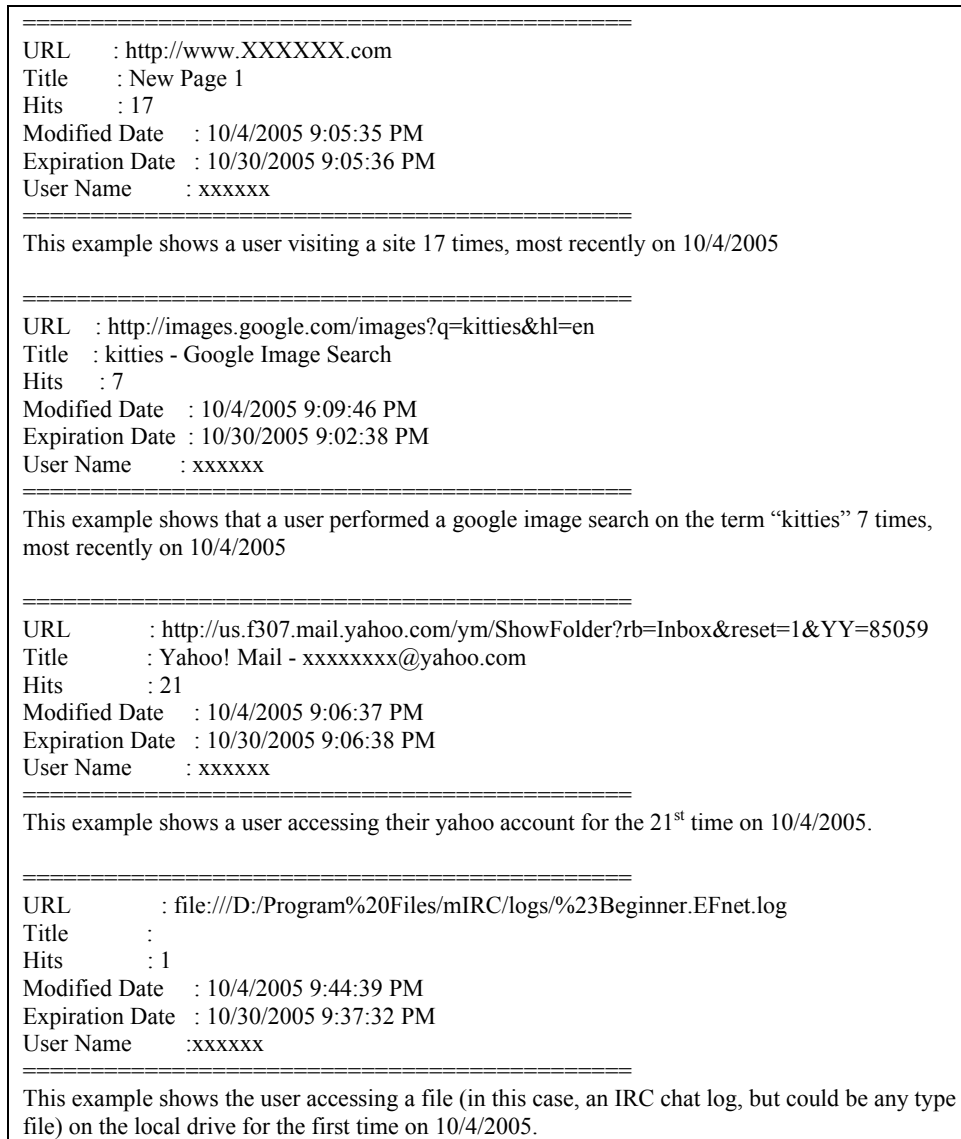 =============================================
URL : http://www.XXXXXX.com
Title : New Page 1
Hits : 17
Modified Date : 10/4/2005 9:05:35 PM
Expiration Date : 10/30/2005 9:05:36 PM
User Name : xxxxxx
=============================================
This example shows a user visiting a site 17 times, most recently on 10/4/2005
=============================================
URL : http://images.google.com/images?q=kitties&hl=en
Title : kitties - Google Image Search
Hits : 7
Modified Date : 10/4/2005 9:09:46 PM
Expiration Date : 10/30/2005 9:02:38 PM
User Name : xxxxxx
=============================================
This example shows that a user performed a google image search on the term “kitties” 7 times,
most recently on 10/4/2005
=============================================
URL : http://us.f307.mail.yahoo.com/ym/ShowFolder?rb=Inbox&reset=1&YY=85059
Title : Yahoo! Mail - xxxxxxxx@yahoo.com
Hits : 21
Modified Date : 10/4/2005 9:06:37 PM
Expiration Date : 10/30/2005 9:06:38 PM
User Name : xxxxxx
=============================================
This example shows a user accessing their yahoo account for the 21st time on 10/4/2005.
=============================================
URL : file:///D:/Program%20Files/mIRC/logs/%23Beginner.EFnet.log
Title :
Hits : 1
Modified Date : 10/4/2005 9:44:39 PM
Expiration Date : 10/30/2005 9:37:32 PM
User Name :xxxxxx
=============================================
This example shows the user accessing a file (in this case, an IRC chat log, but could be any type
file) on the local drive for the first time on 10/4/2005.